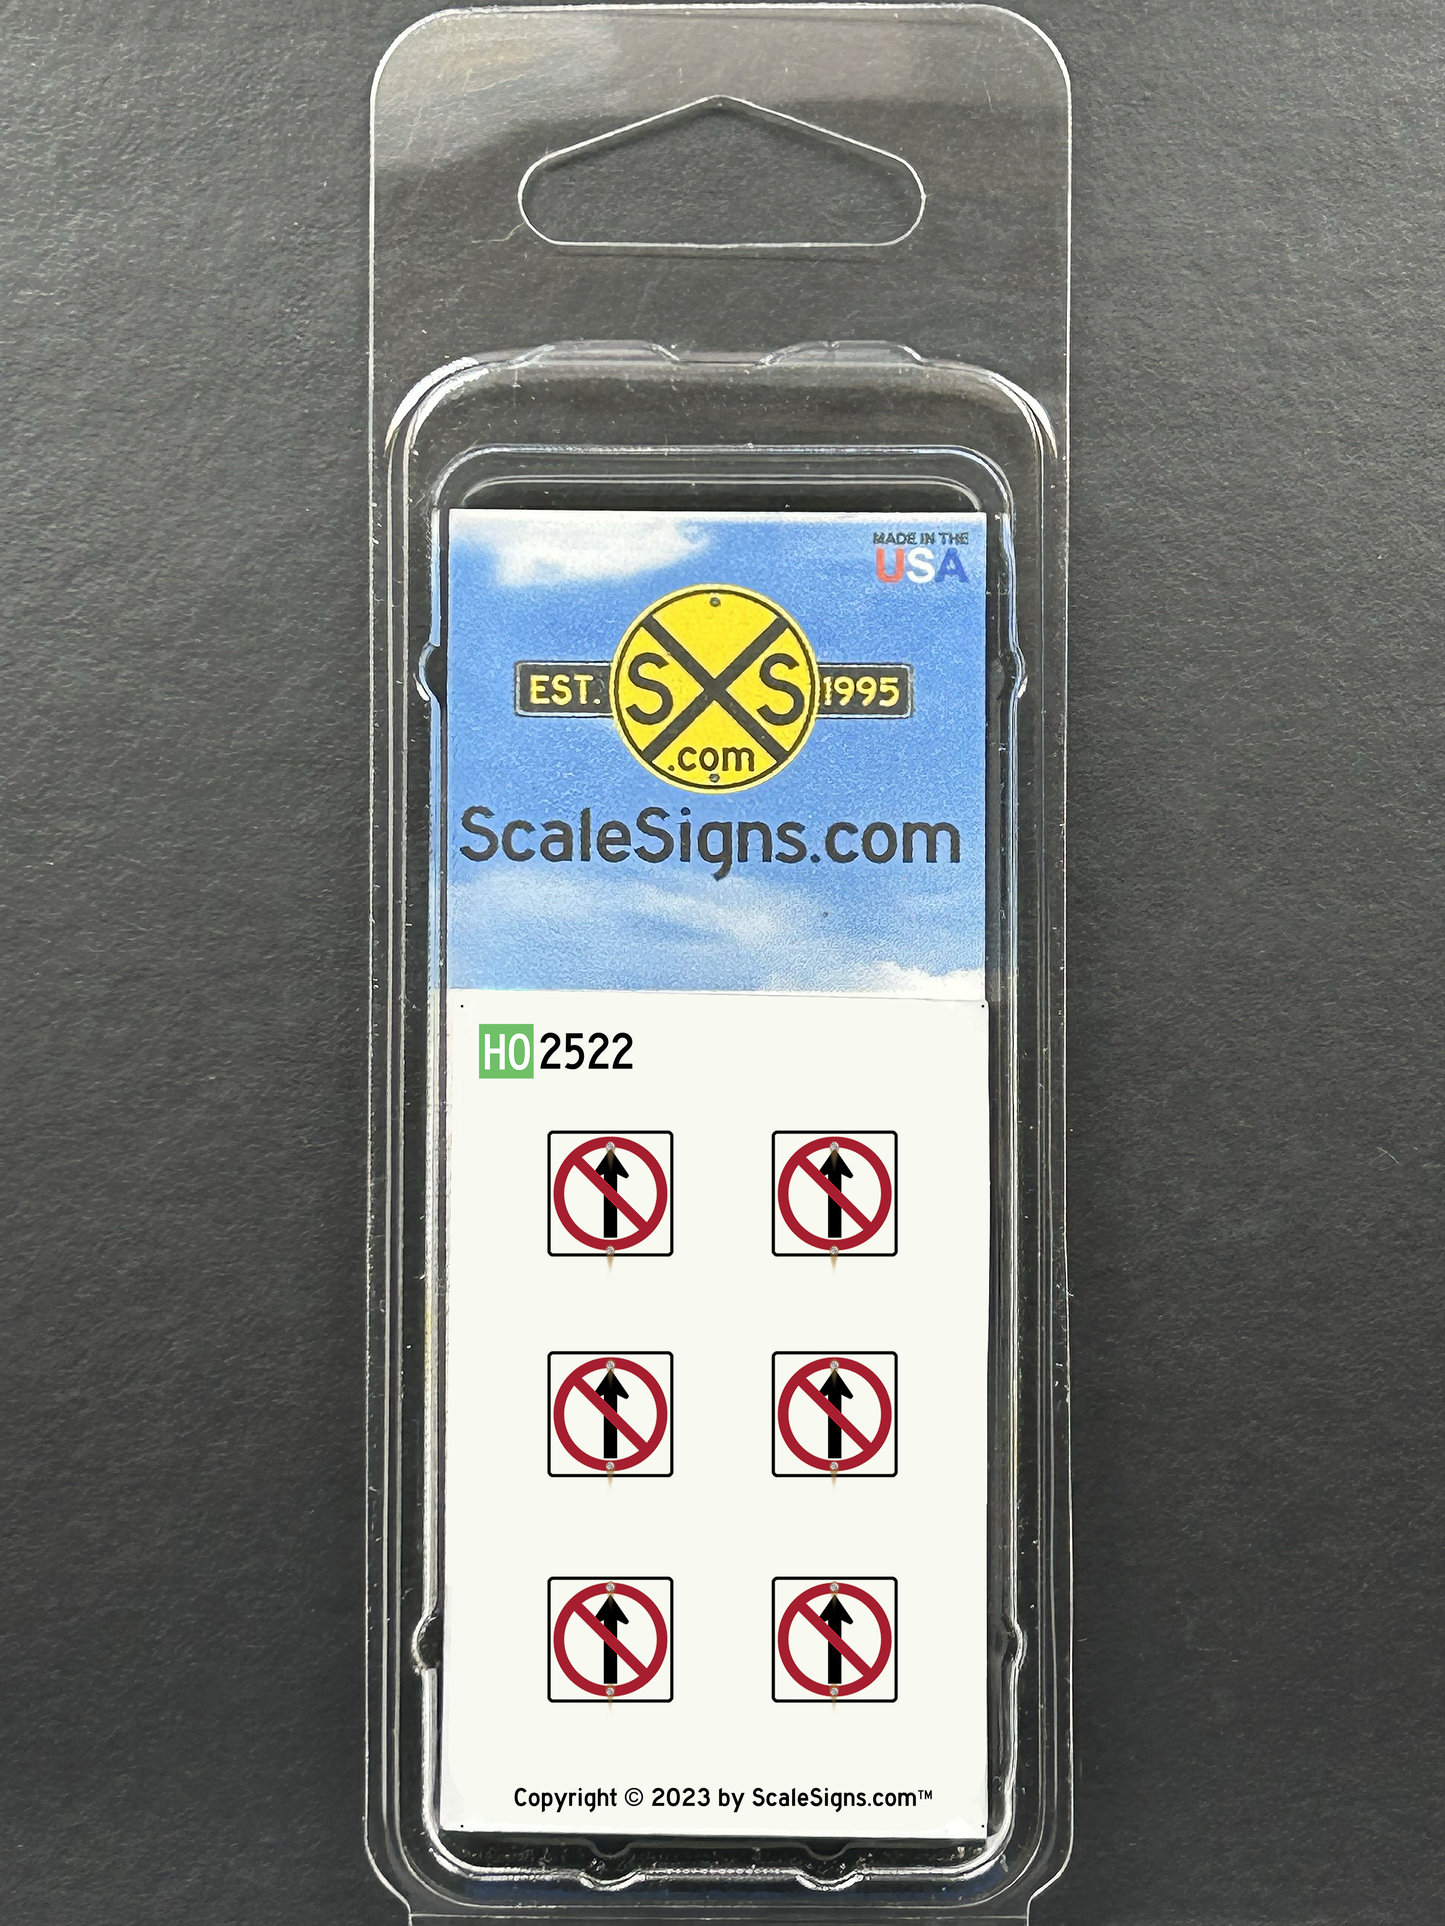 MADE IN THE
USA
EST. S S 1995
.com
ScaleSigns.com
HO 2522
Copyright © 2023 by ScaleSigns.com™